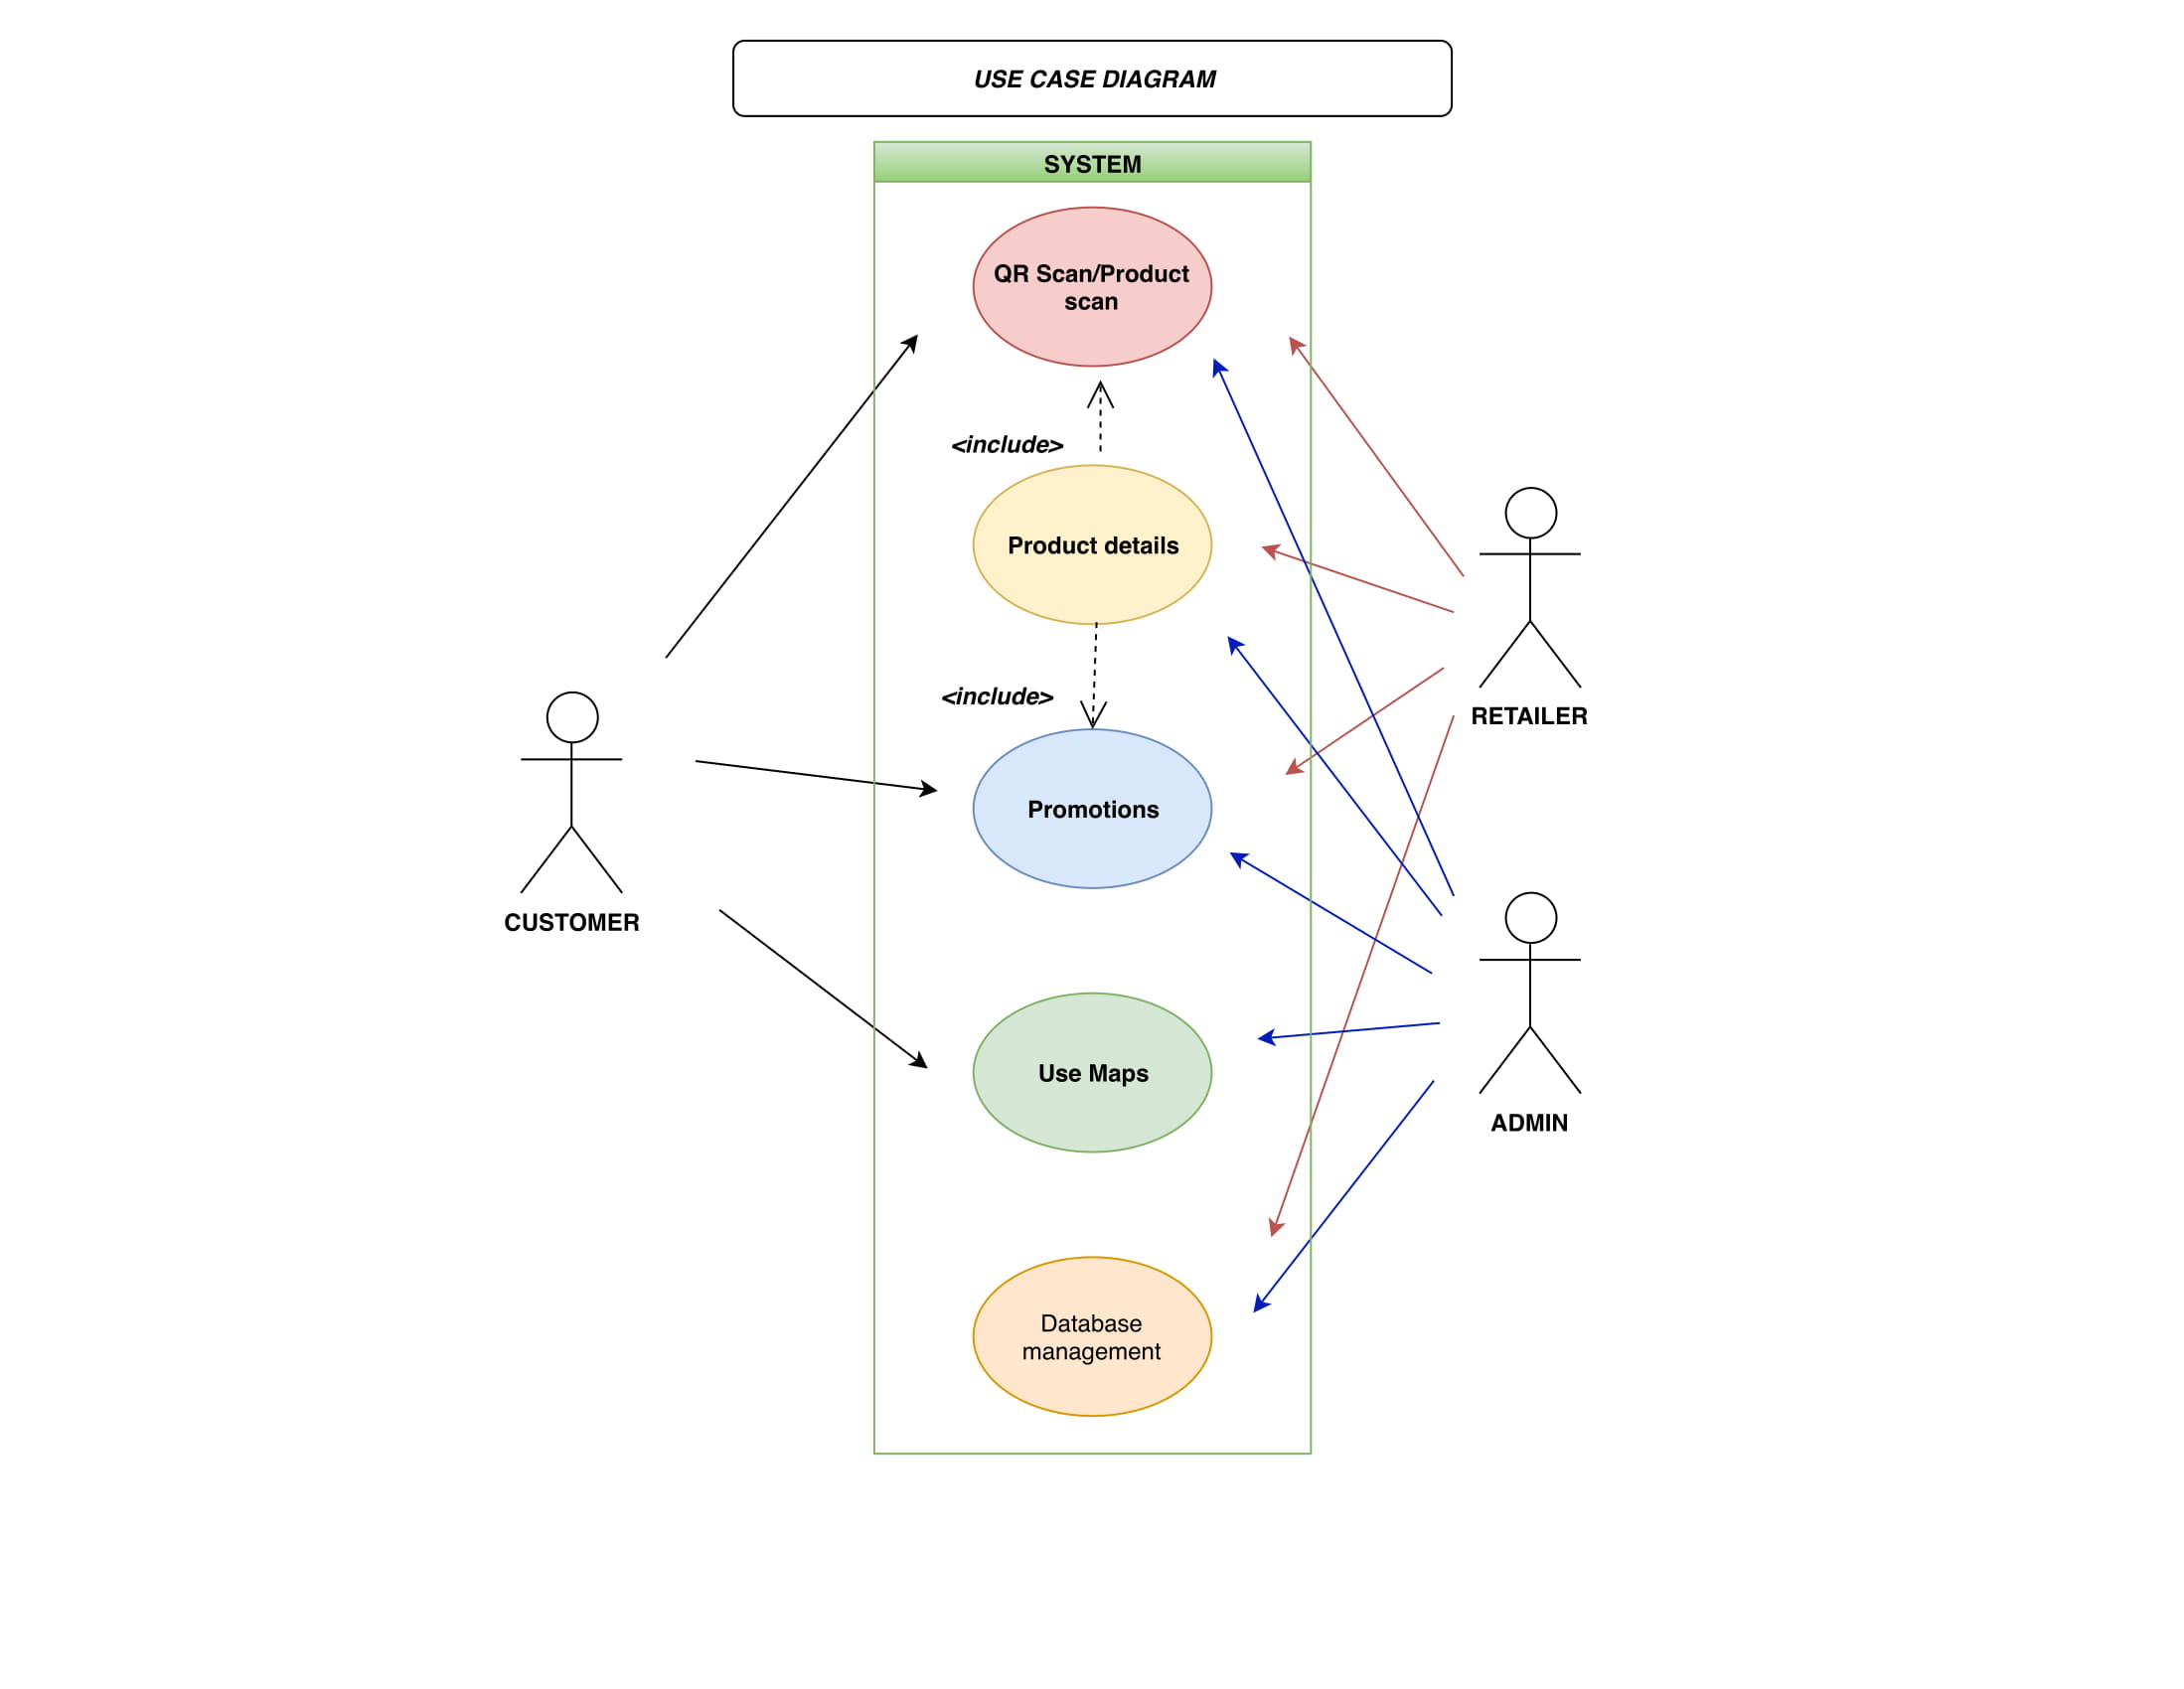 USE CASE DIAGRAM
SYSTEM
QR Scan/Product
scan
<include>
Product details
<include>
Promotions
Use Maps
Database
management
CUSTOMER
RETAILER
ADMIN